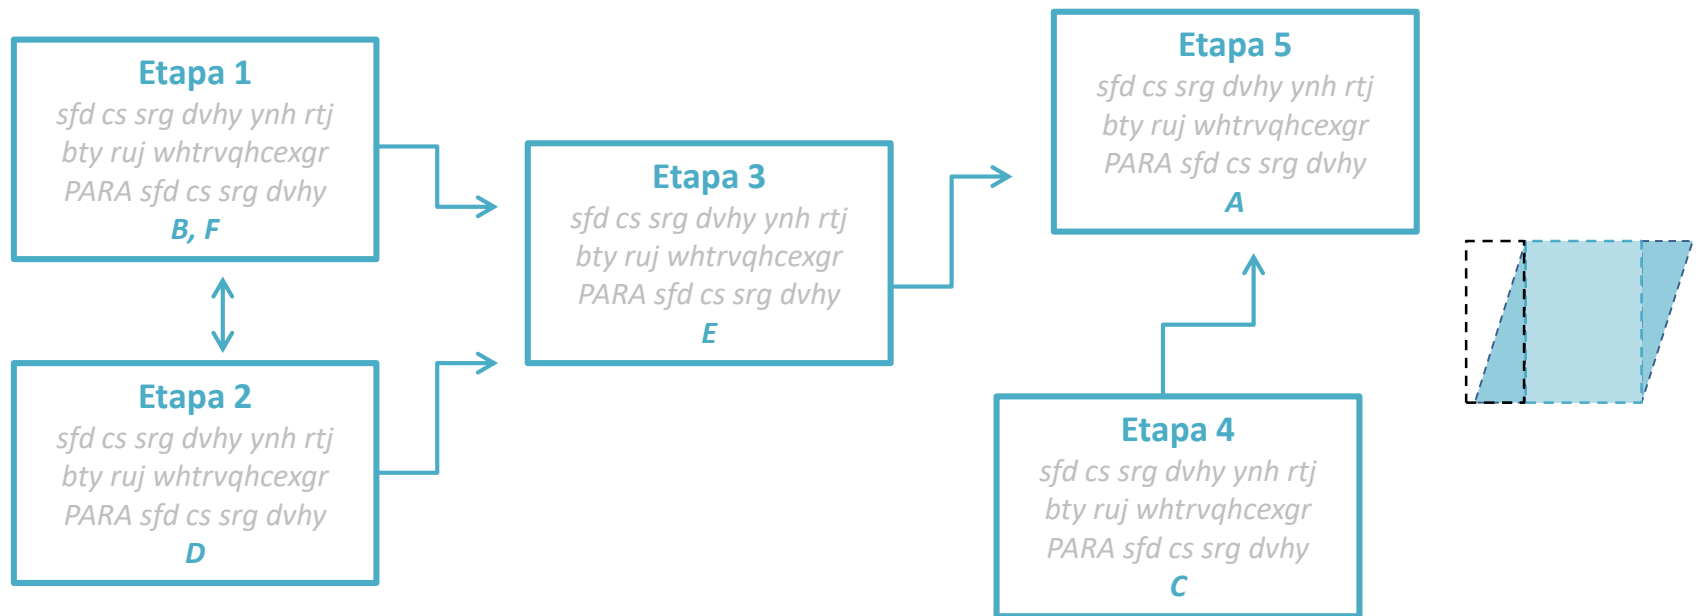 Etapa 1
sfd cs srg dvhy ynh rtj
bty ruj whtrvqhcexgr
PARA sfd cs srg dvhy
B, F
Etapa 2
sfd cs srg dvhy ynh rtj
bty ruj whtrvqhcexgr
PARA sfd cs srg dvhy
D
Etapa 3
sfd cs srg dvhy ynh rtj
bty ruj whtrvqhcexgr
PARA sfd cs srg dvhy
E
Etapa 5
sfd cs srg dvhy ynh rtj
bty ruj whtrvqhcexgr
PARA sfd cs srg dvhy
A
Etapa 4
sfd cs srg dvhy ynh rtj
bty ruj whtrvqhcexgr
PARA sfd cs srg dvhy
C